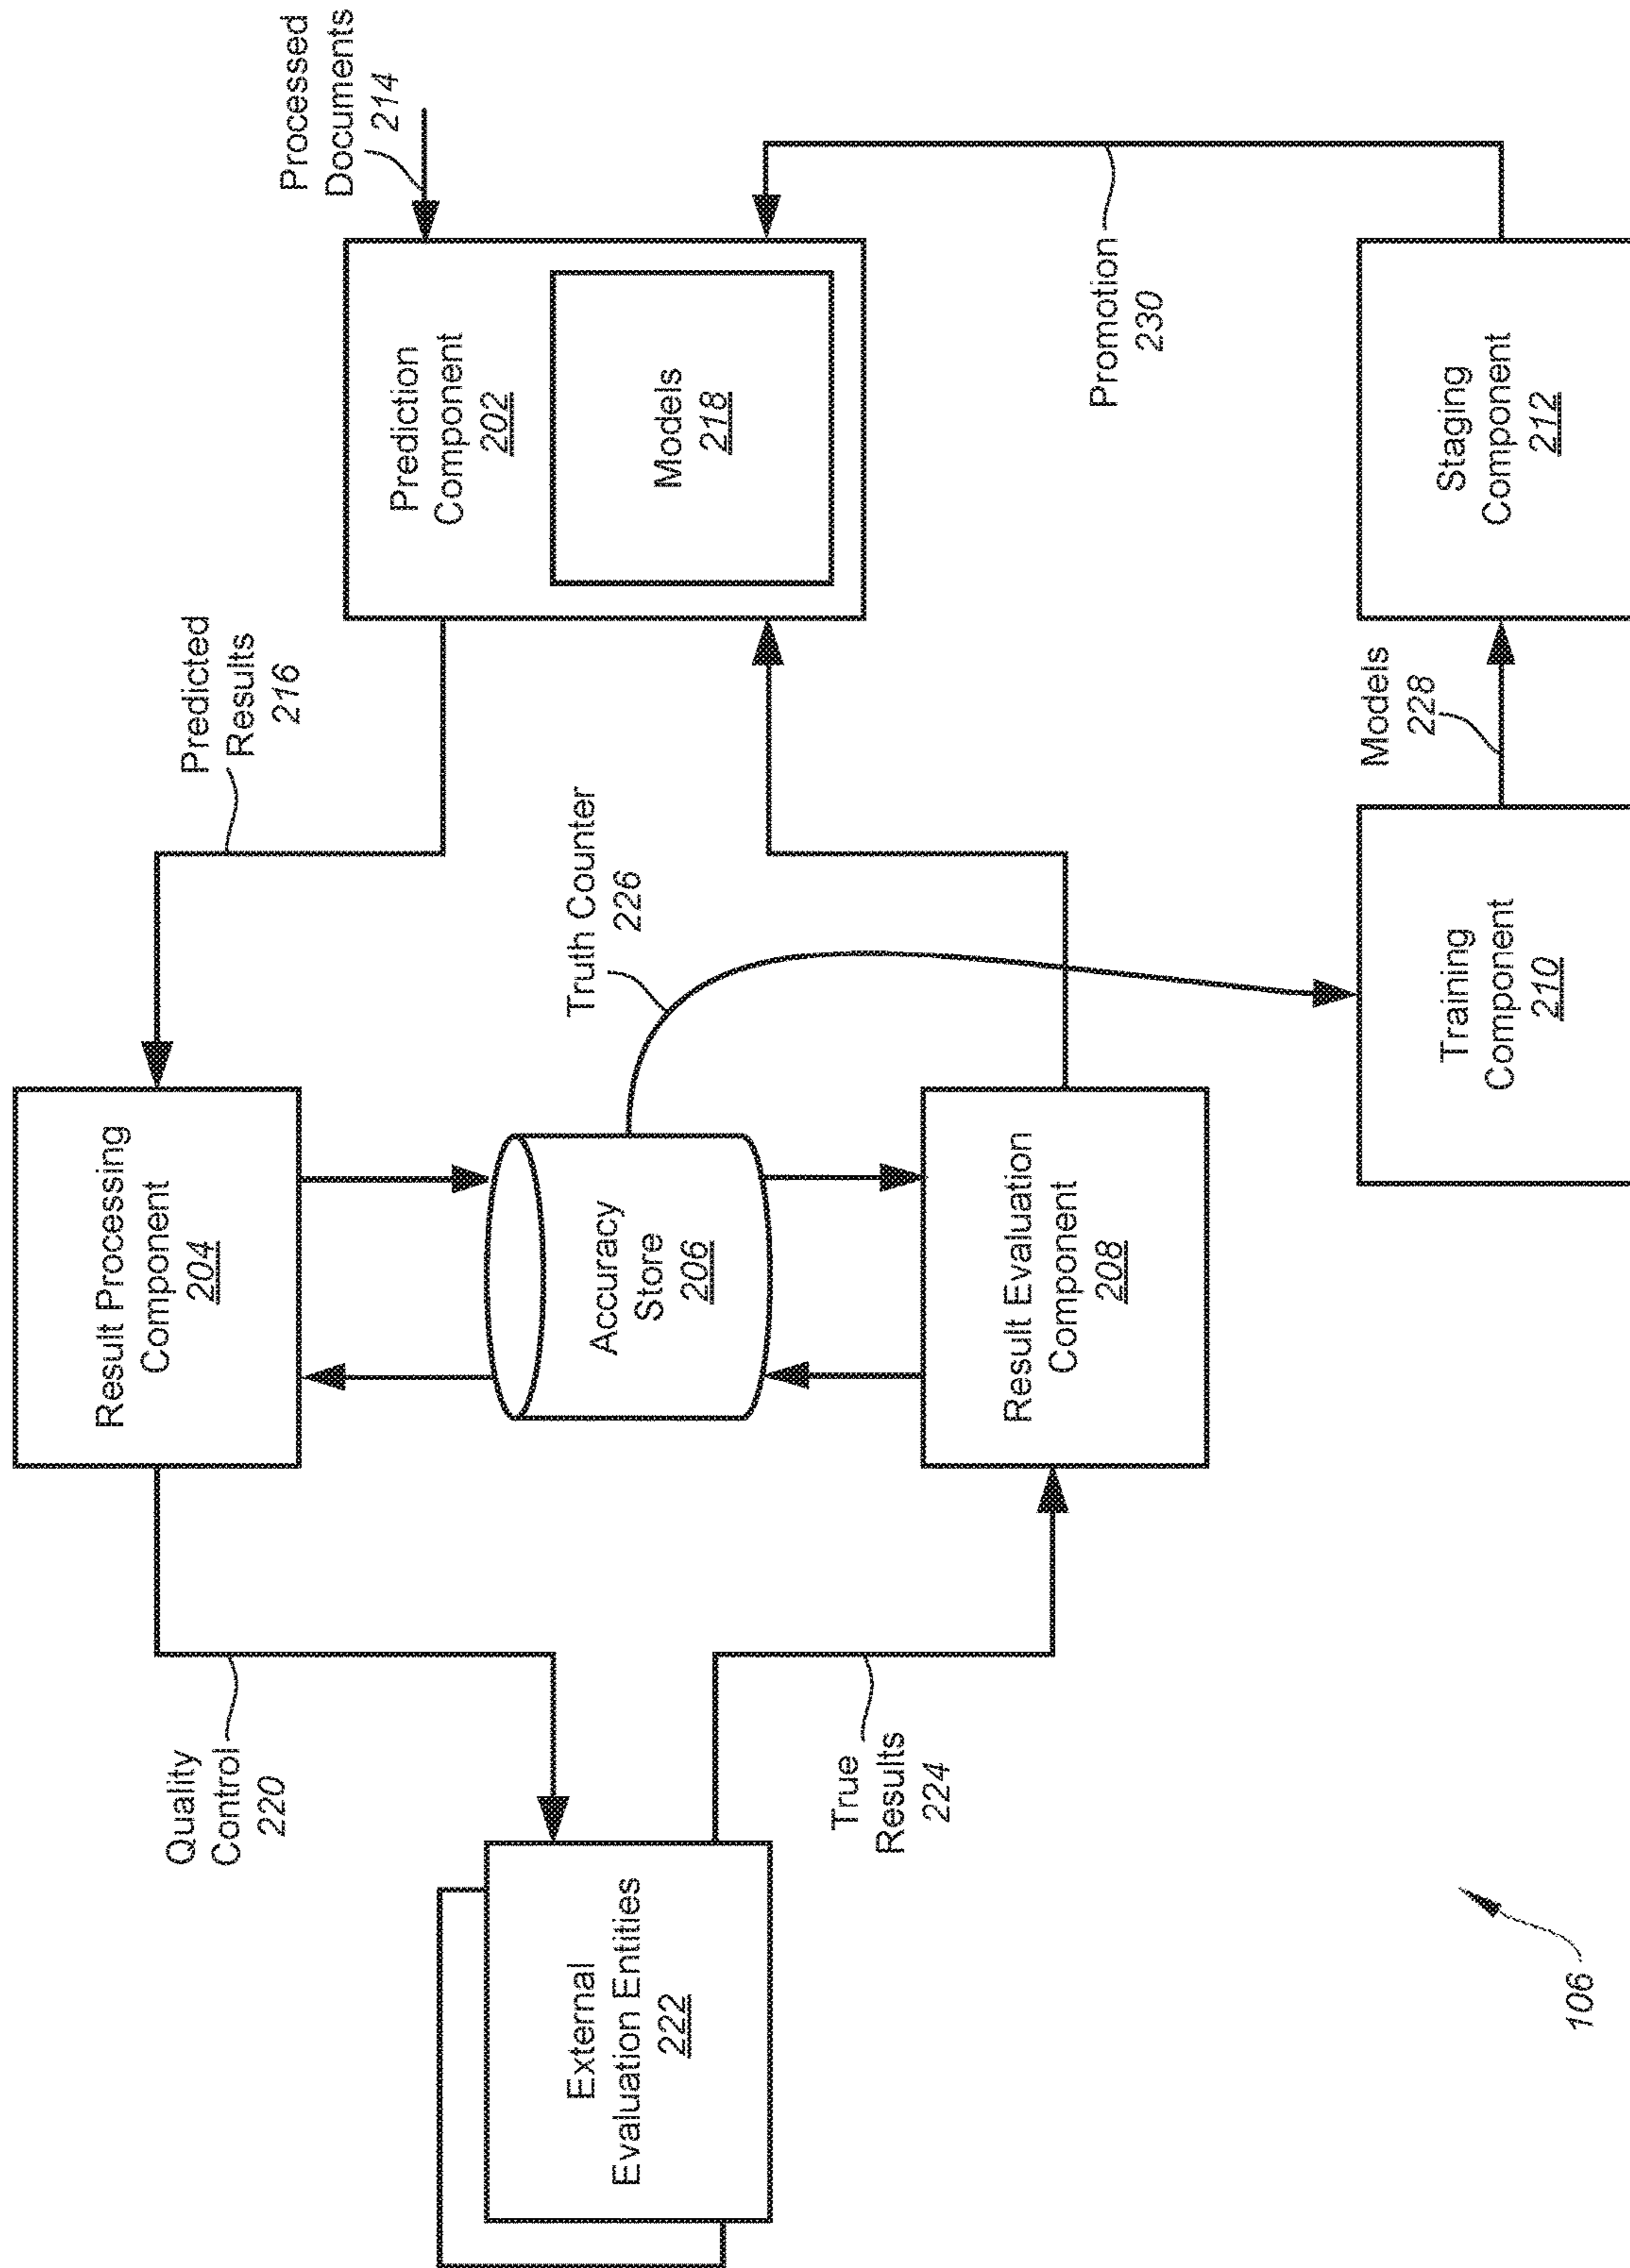 Result Processing
Component
204
Quality
Control
220
Predicted
Results
216
Processed
Documents
214
Prediction
Component
202
Models
218
External
Evaluation Entities
222
Accuracy
Store
206
Truth Counter
226
True
Results
224
Result Evaluation
Component
208
Promotion
230
Models
228
Training
Component
210
Staging
Component
212
106